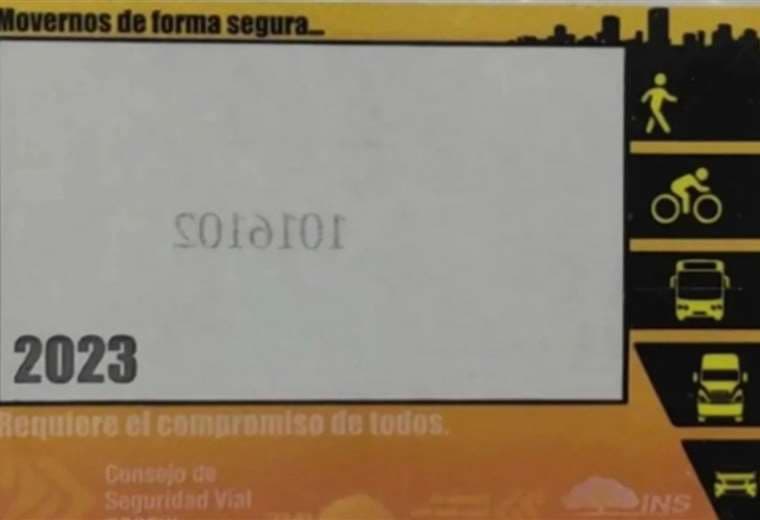 Movernos de forma segura...
1016102
2023
Requiere el compromiso de todos.
Consejo de
Seguridad Vial
INS